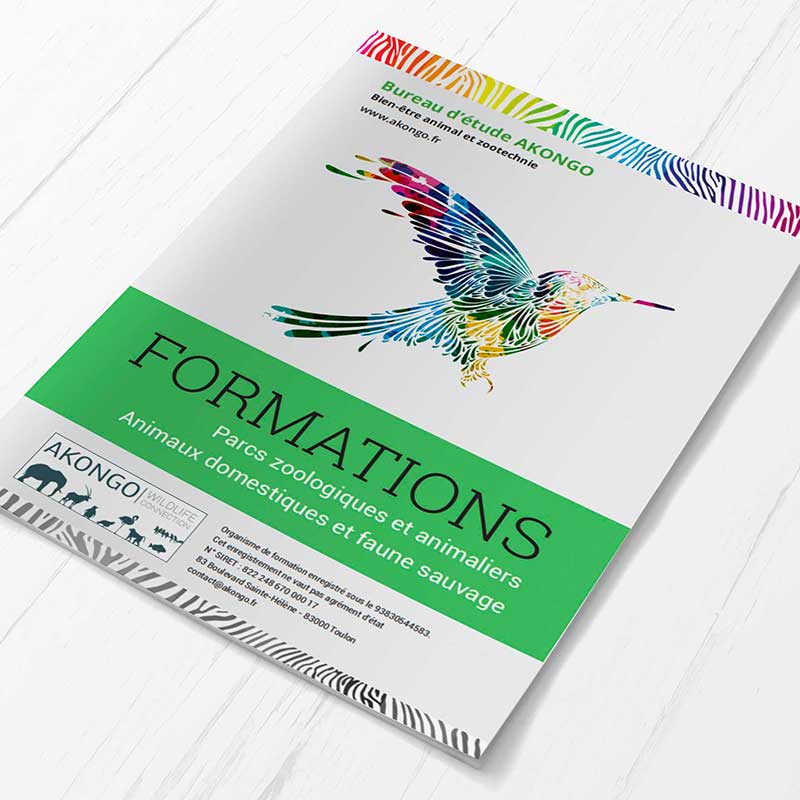 Bureau d'étude AKONGO
Bien-être animal et zootechnie
www.akongo.fr
FORMATIONS
Parcs zoologiques et animaliers
Animaux domestiques et faune sauvage
AKONGO
WILDLIFE
CONNECTION
Organisme de formation enregistré sous le 93830544583.
Cet enregistrement ne vaut pas agrément d'état
N° SIRET : 822 248 670 000 17
83 Boulevard Sainte-Hélène - 83000 Toulon
contact@akongo.fr